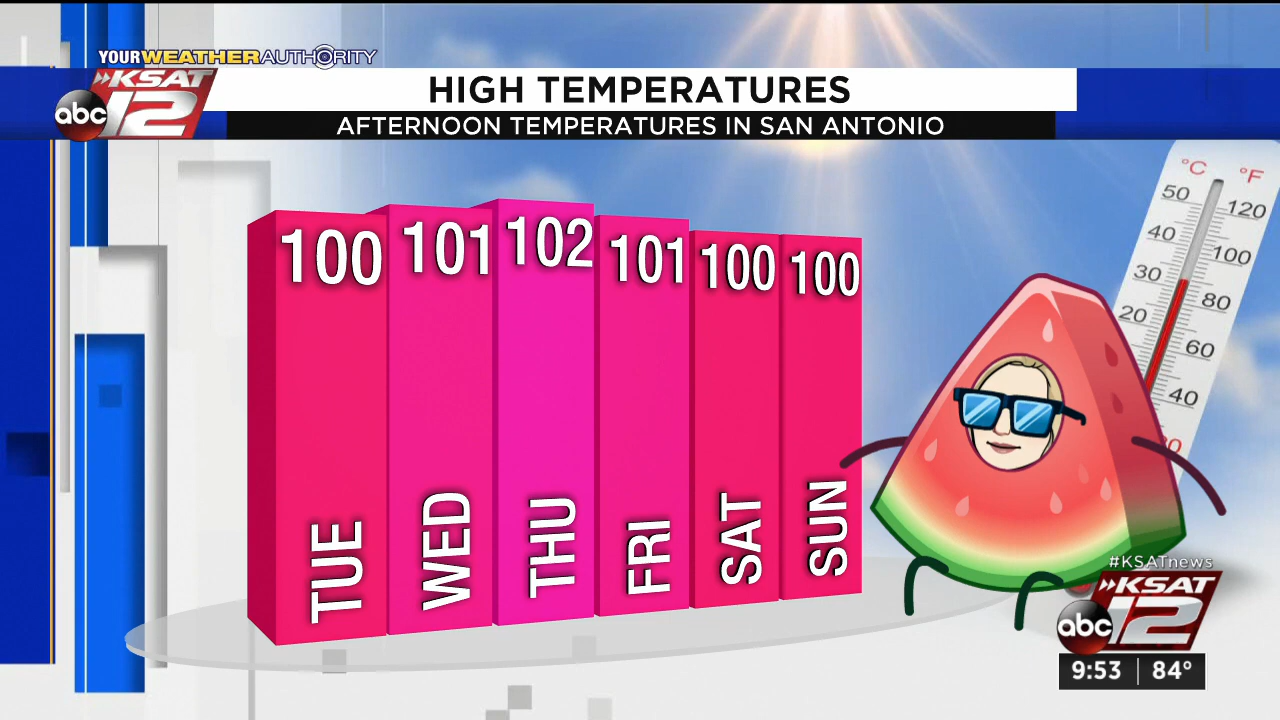 YOURWEATHERAUTHORITY
KSAT
abc 12
HIGH TEMPERATURES
AFTERNOON TEMPERATURES IN SAN ANTONIO
100 101 102 101 100 100
TUE WED THU FRI SAT SUN
°C °F
50 120
40 100
30 80
20 60
40
#KSATnews
KSAT
abc 12
9:53 84°